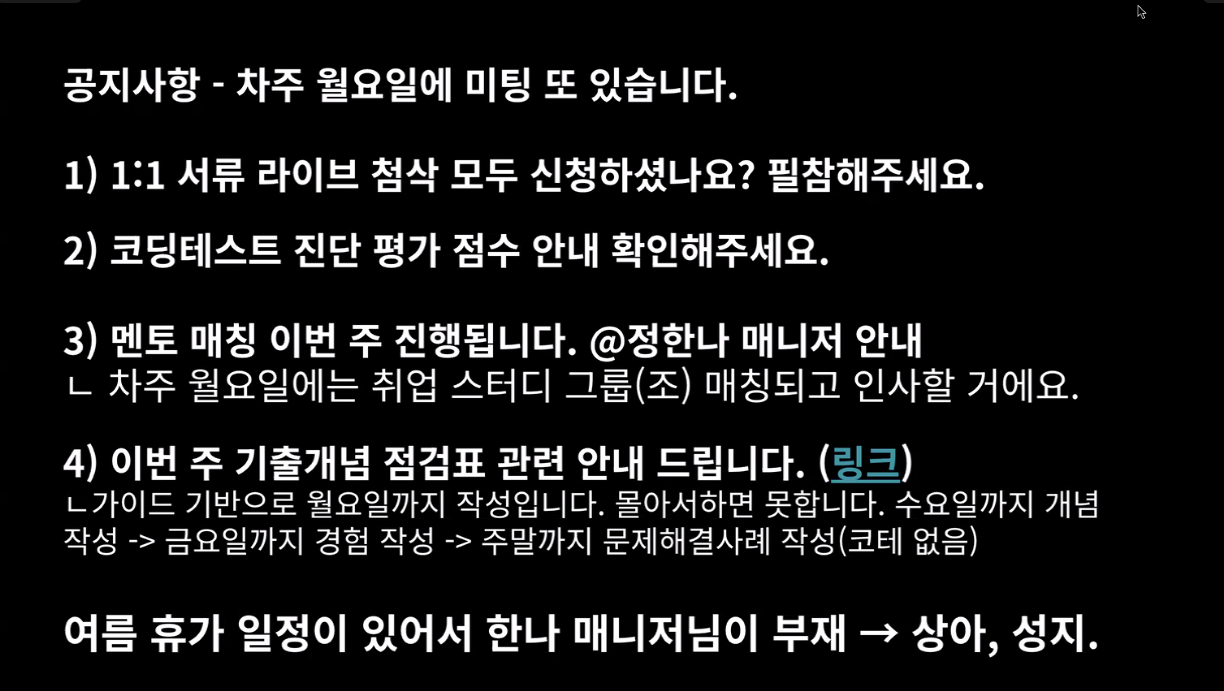 공지사항 - 차주 월요일에 미팅 또 있습니다.
1) 1:1 서류 라이브 첨삭 모두 신청하셨나요? 필참해주세요.
2) 코딩테스트 진단 평가 점수 안내 확인해주세요.
3) 멘토 매칭 이번 주 진행됩니다. @정한나 매니저 안내
ㄴ 차주 월요일에는 취업 스터디 그룹(조) 매칭되고 인사할 거에요.
4) 이번 주 기출개념 점검표 관련 안내 드립니다. (링크)
ㄴ가이드 기반으로 월요일까지 작성입니다. 몰아서하면 못합니다. 수요일까지 개념
작성 -> 금요일까지 경험 작성 -> 주말까지 문제해결사례 작성(코테 없음)
여름 휴가 일정이 있어서 한나 매니저님이 부재 → 상아, 성지.